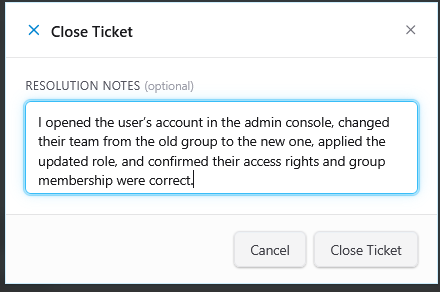 Close Ticket
RESOLUTION NOTES (optional)
I opened the user's account in the admin console, changed
their team from the old group to the new one, applied the
updated role, and confirmed their access rights and group
membership were correct.
Cancel
Close Ticket